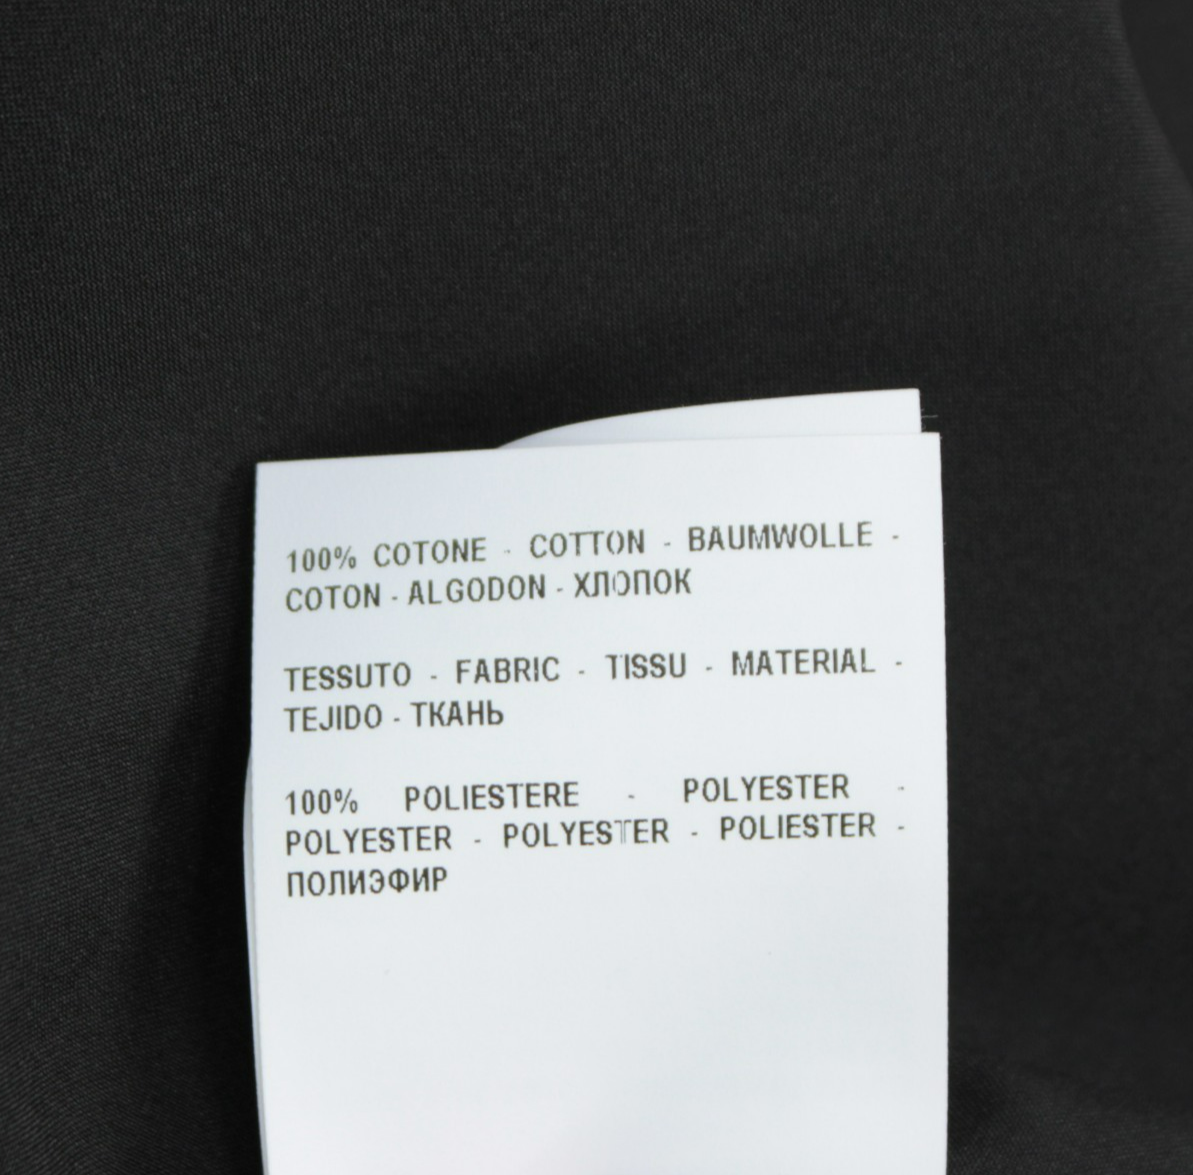 100% COTONE - COTTON - BAUMWOLLE -
COTON - ALGODON - ХЛОПОК
TESSUTO - FABRIC - TISSU - MATERIAL -
TEJIDO - ТКАНЬ
100% POLIESTERE - POLYESTER -
POLYESTER - POLYESTER - POLIESTER -
ПОЛИЭФИР